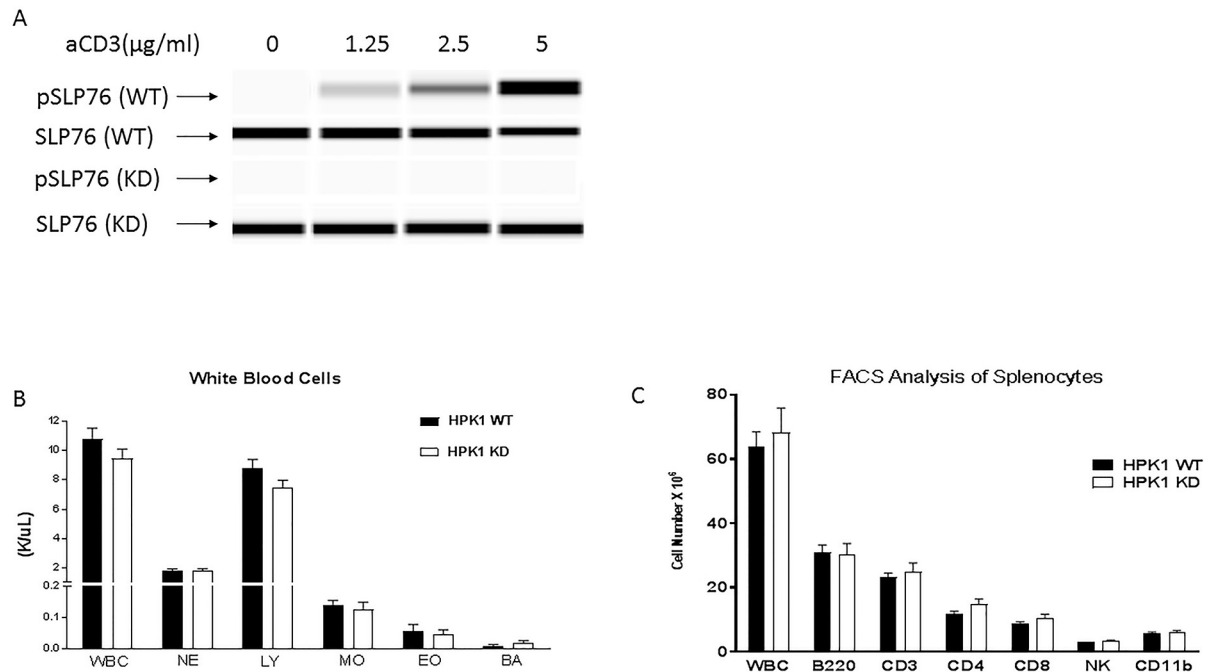 A
aCD3(µg/ml) 0 1.25 2.5 5
pSLP76 (WT)
SLP76 (WT)
pSLP76 (KD)
SLP76 (KD)
B
White Blood Cells
HPK1 WT
HPK1 KD
(K/uL)
12
10
8
6
4
2
0.2
0.1
0.0
WBC NE LY MO EO BA
C
FACS Analysis of Splenocytes
HPK1 WT
HPK1 KD
Cell Number X 10⁶
80
60
40
20
0
WBC B220 CD3 CD4 CD8 NK CD11b